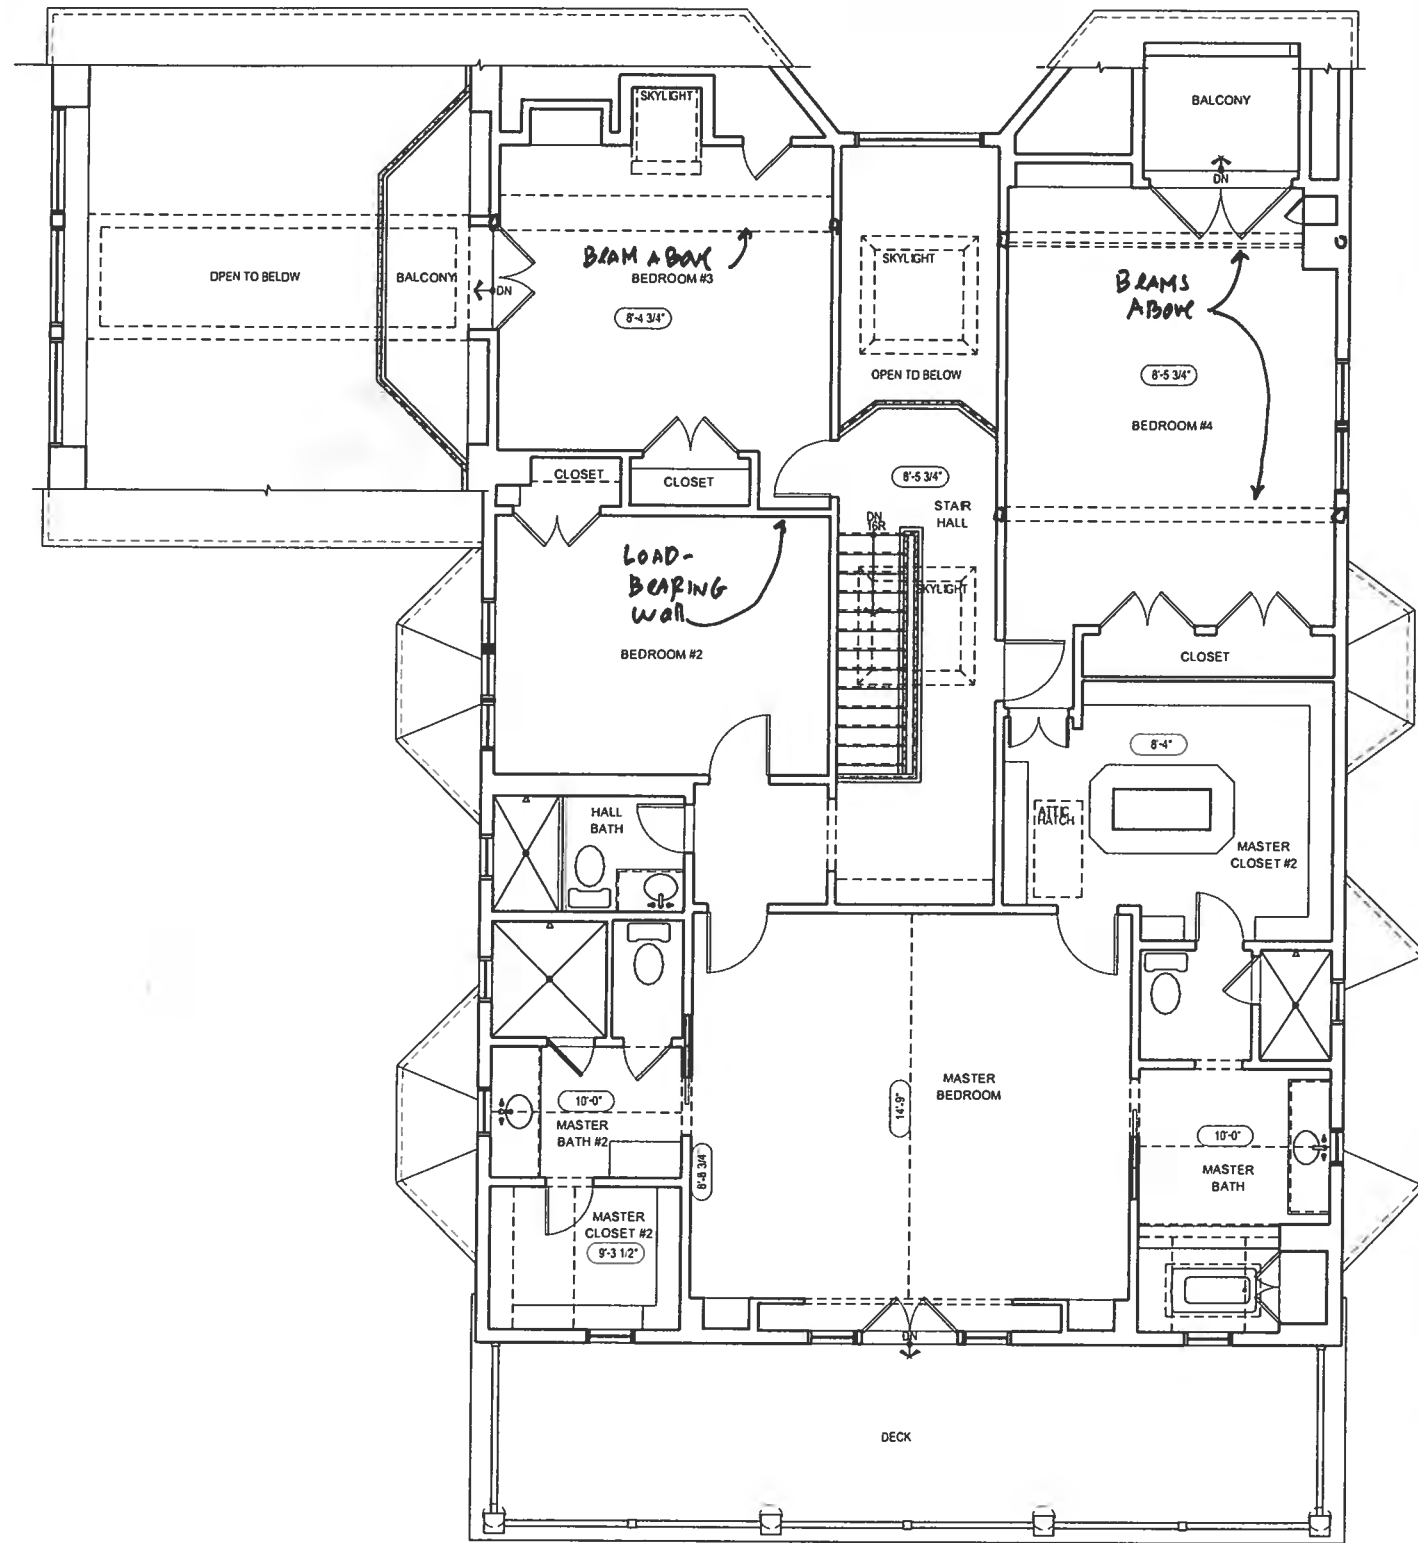 SKYLIGHT
BALCONY
DN
OPEN TO BELOW
BALCONY
DN
BEAM ABOVE
BEDROOM #3
8'-4 3/4"
SKYLIGHT
OPEN TO BELOW
BEAMS
ABOVE
8'-5 3/4"
BEDROOM #4
CLOSET
CLOSET
8'-5 3/4"
STAIR
HALL
DN
16R
SKYLIGHT
LOAD-
BEARING
Wall
BEDROOM #2
CLOSET
8'-4"
ATTIC
HATCH
MASTER
CLOSET #2
HALL
BATH
MASTER
BEDROOM
14'-9"
10'-0"
MASTER
BATH #2
8'-8 3/4"
10'-0"
MASTER
BATH
MASTER
CLOSET #2
9'-3 1/2"
DN
DECK